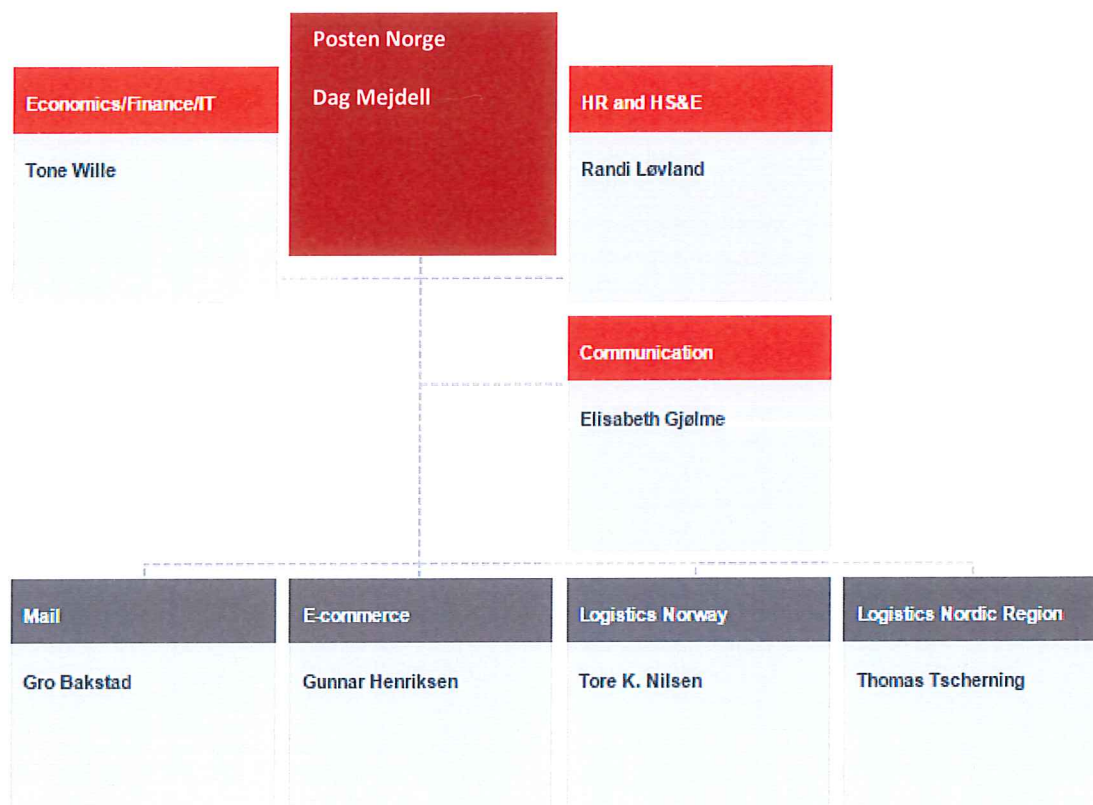 Posten Norge
Dag Mejdell
Economics/Finance/IT
Tone Wille
HR and HS&E
Randi Løvland
Communication
Elisabeth Gjølme
Mail
Gro Bakstad
E-commerce
Gunnar Henriksen
Logistics Norway
Tore K. Nilsen
Logistics Nordic Region
Thomas Tscherning